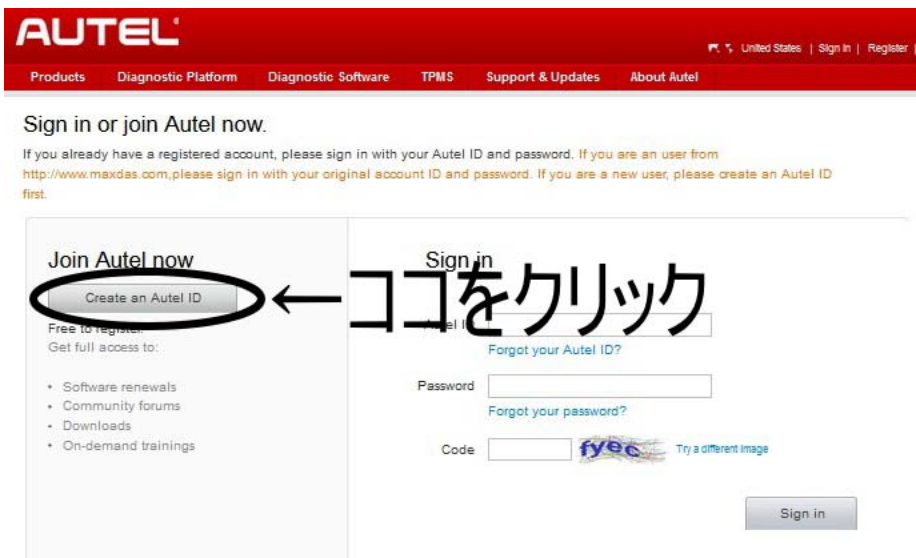 AUTEL
United States | Sign In | Register |
Products Diagnostic Platform Diagnostic Software TPMS Support & Updates About Autel
Sign in or join Autel now.
If you already have a registered account, please sign in with your Autel ID and password. If you are an user from
http://www.maxdas.com,please sign in with your original account ID and password. If you are a new user, please create an Autel ID
first.
Join Autel now
Create an Autel ID
Free to register.
Get full access to:
• Software renewals
• Community forums
• Downloads
• On-demand trainings
←ココをクリック
Sign in
Autel ID
Forgot your Autel ID?
Password
Forgot your password?
Code
fyec
Try a different image
Sign in